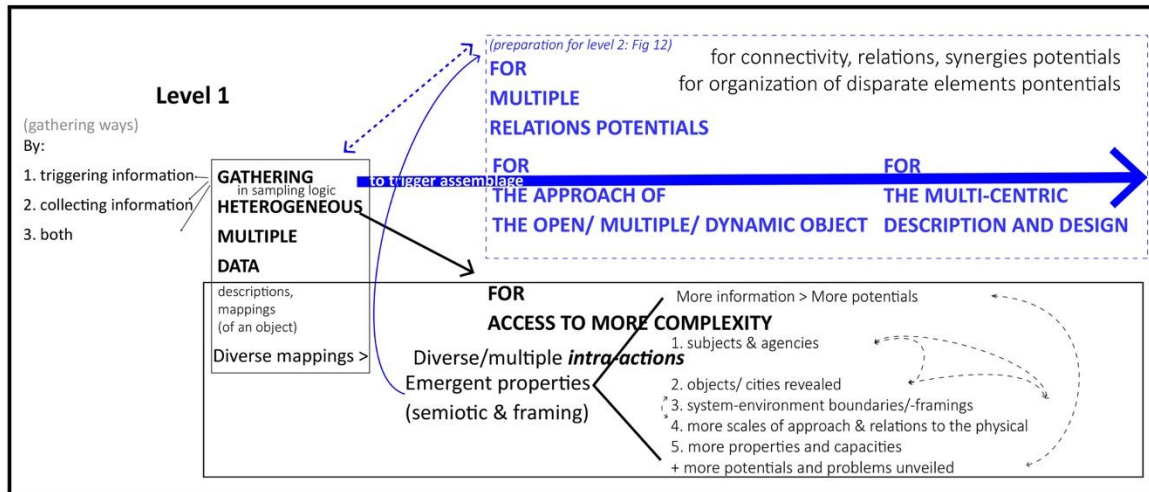 Level 1
(gathering ways)
By:
1. triggering information
2. collecting information
3. both
GATHERING
in sampling logic
HETEROGENEOUS
MULTIPLE
DATA
descriptions,
mappings
(of an object)
Diverse mappings >
to trigger assemblage
(preparation for level 2: Fig 12)
FOR
MULTIPLE
RELATIONS POTENTIALS
for connectivity, relations, synergies potentials
for organization of disparate elements pontentials
FOR
THE APPROACH OF
THE OPEN/ MULTIPLE/ DYNAMIC OBJECT
FOR
THE MULTI-CENTRIC
DESCRIPTION AND DESIGN
FOR
ACCESS TO MORE COMPLEXITY
Diverse/multiple intra-actions
Emergent properties
(semiotic & framing)
More information > More potentials
1. subjects & agencies
2. objects/ cities revealed
3. system-environment boundaries/-framings
4. more scales of approach & relations to the physical
5. more properties and capacities
+ more potentials and problems unveiled